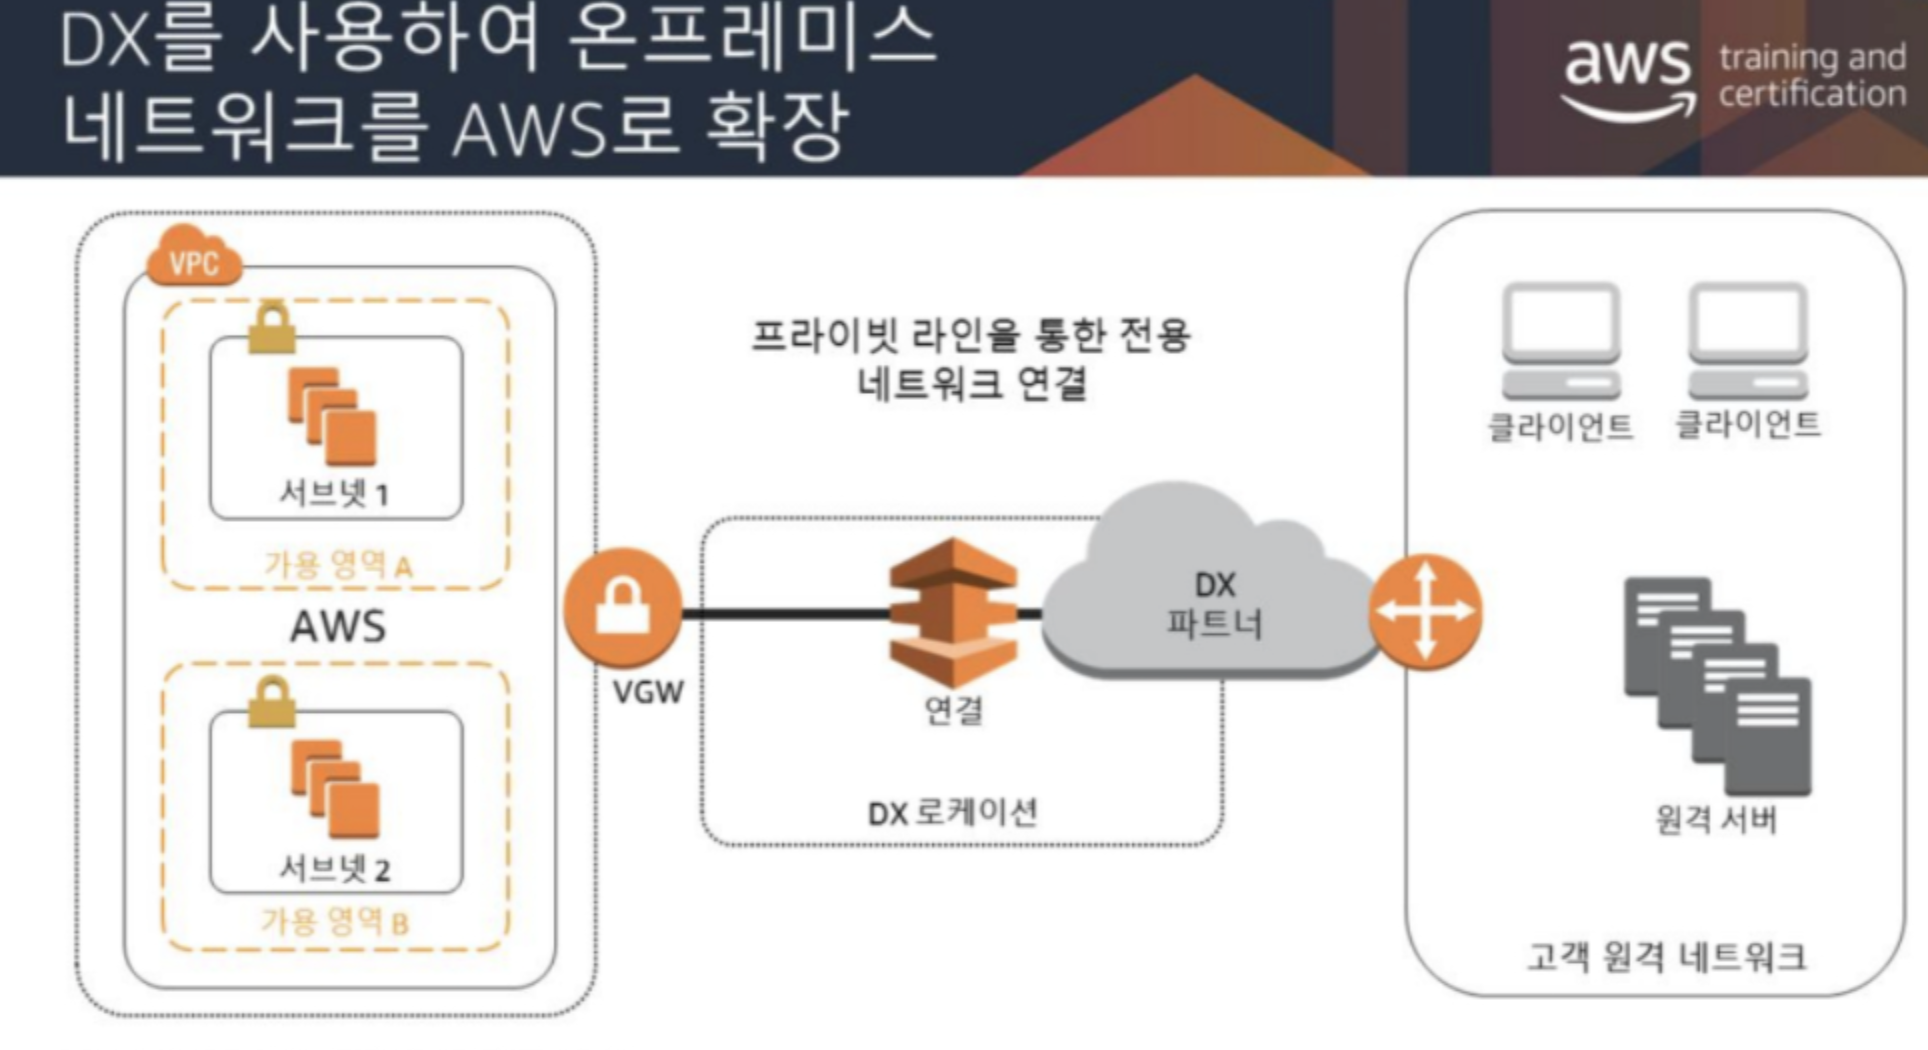 DX를 사용하여 온프레미스
네트워크를 AWS로 확장
aws
training and
certification
VPC
서브넷 1
가용 영역 A
AWS
서브넷 2
가용 영역 B
VGW
프라이빗 라인을 통한 전용
네트워크 연결
연결
DX 로케이션
DX
파트너
클라이언트
클라이언트
원격 서버
고객 원격 네트워크